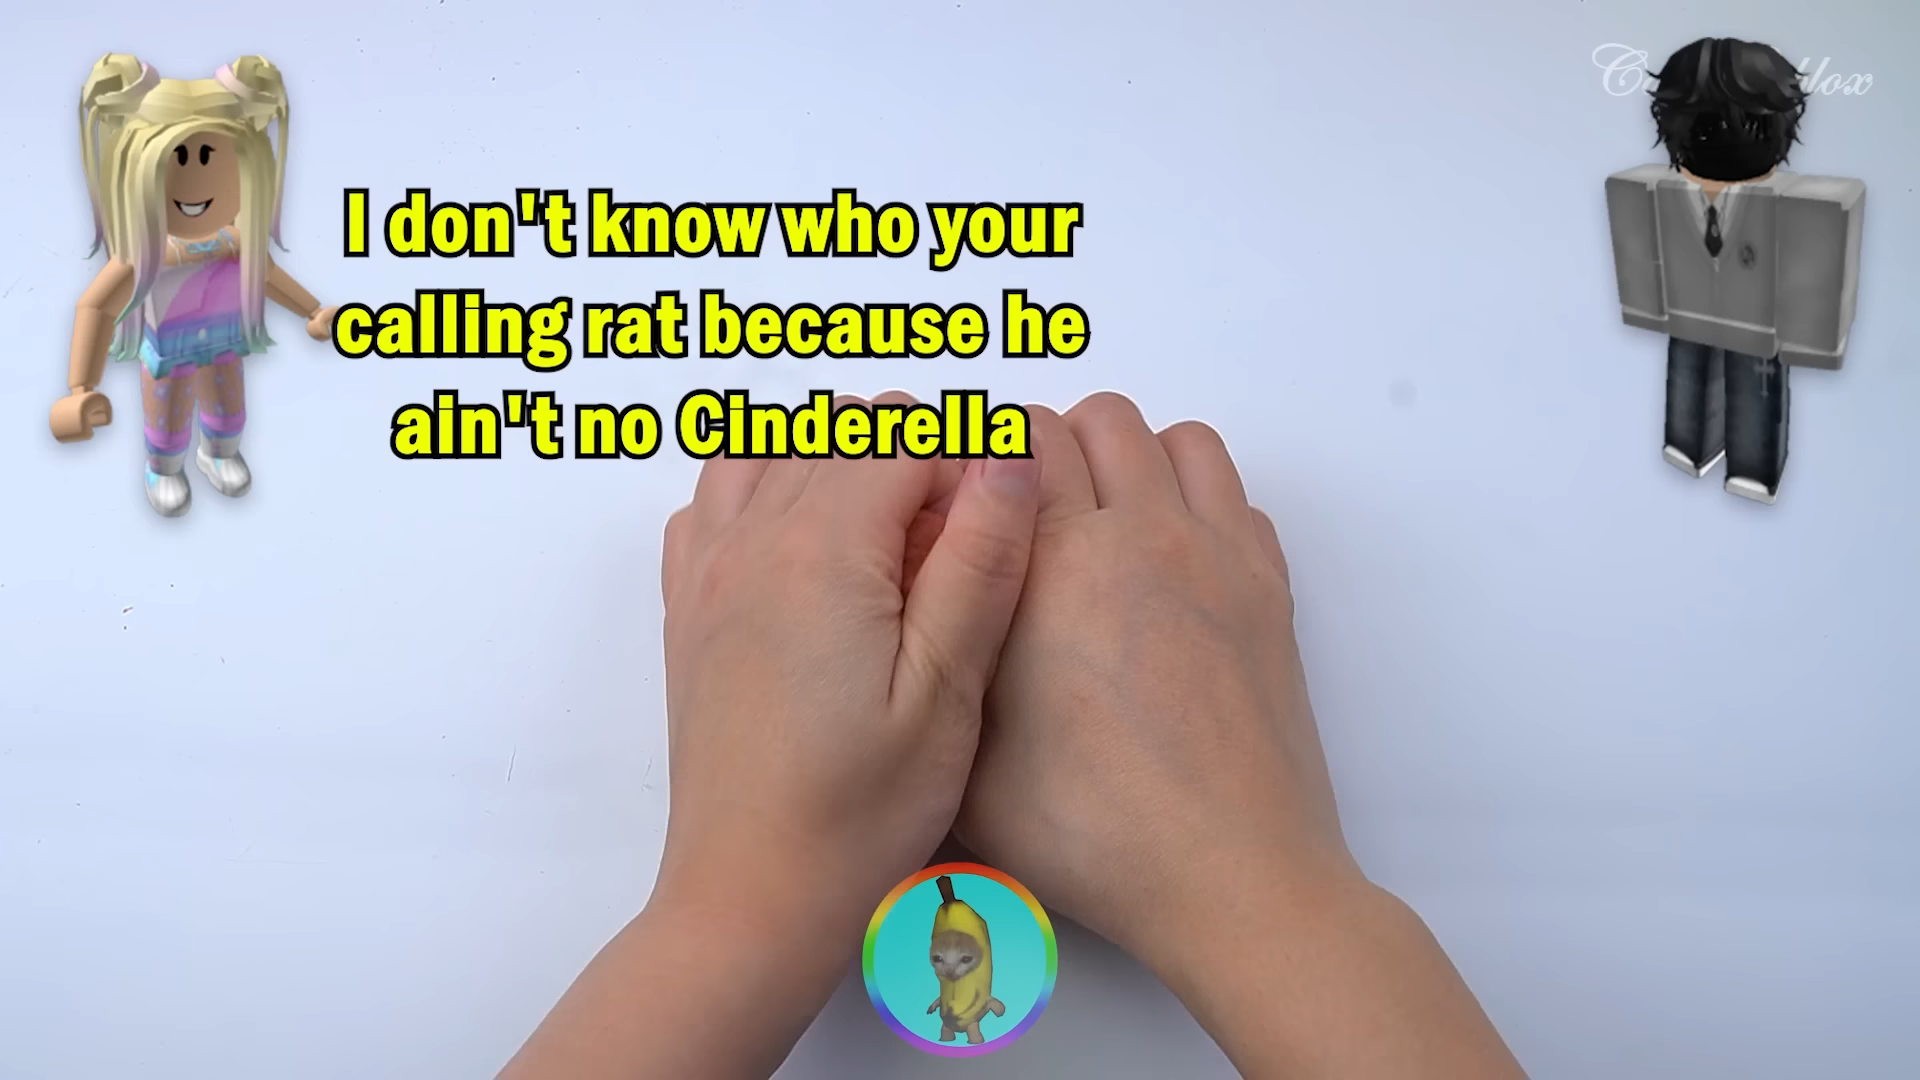 I don't know who your
calling rat because he
ain't no Cinderella